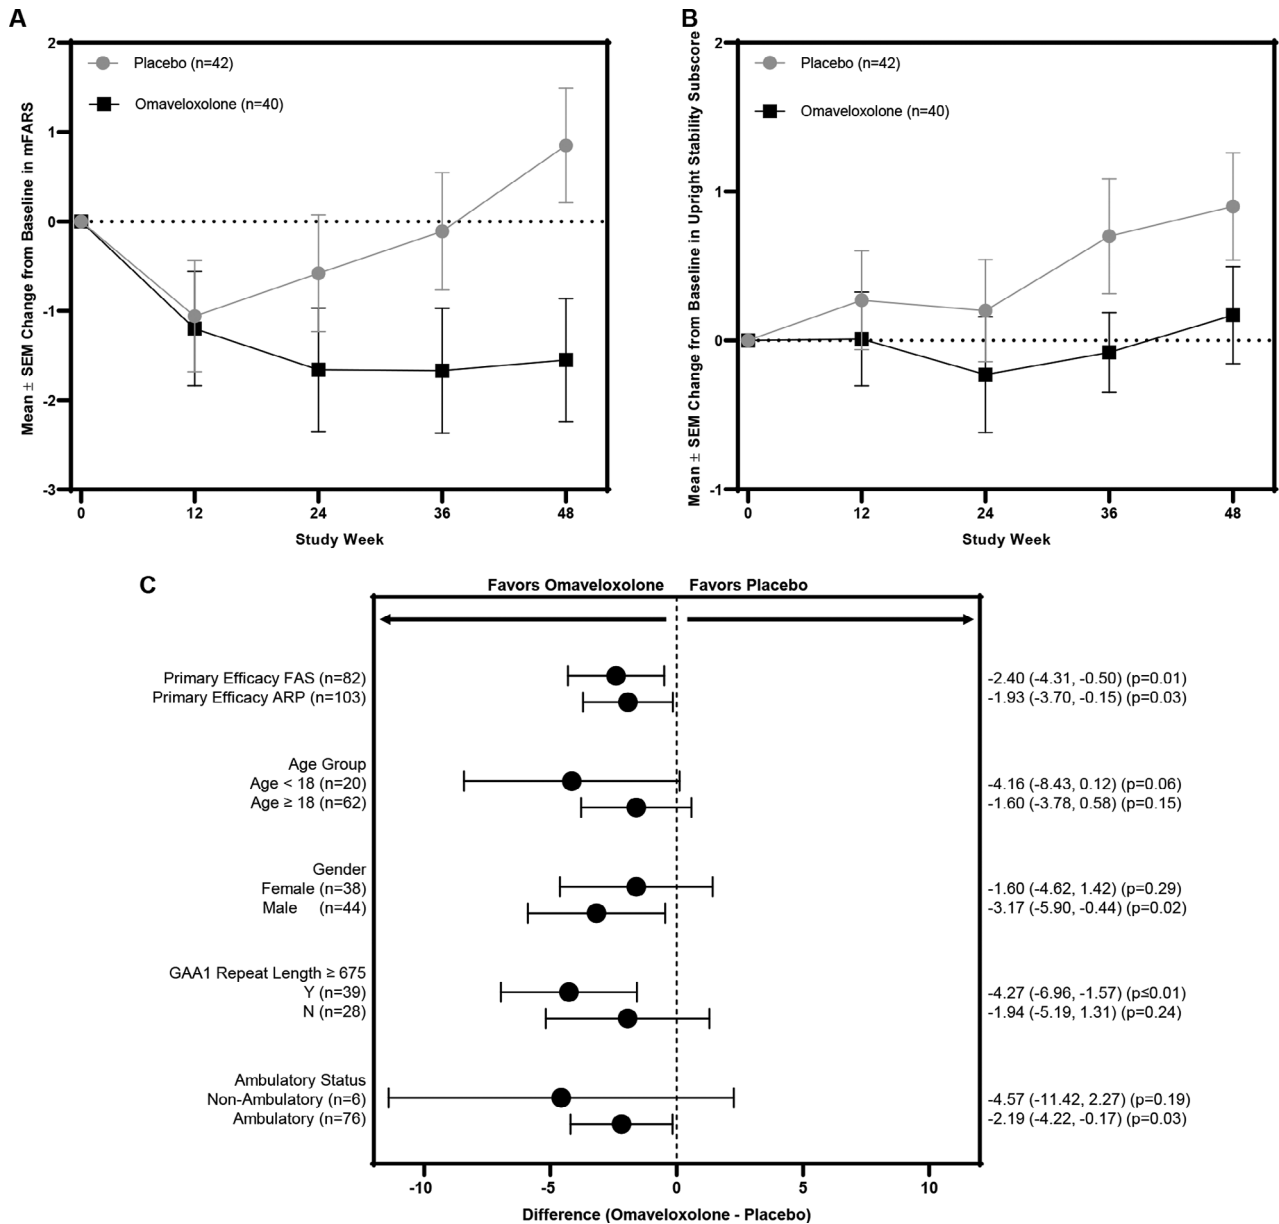 A
Mean ± SEM Change from Baseline in mFARS
2
1
0
-1
-2
-3
Placebo (n=42)
Omaveloxolone (n=40)
0 12 24 36 48
Study Week
B
Mean ± SEM Change from Baseline in Upright Stability Subscore
2
1
0
-1
Placebo (n=42)
Omaveloxolone (n=40)
0 12 24 36 48
Study Week
C
Favors Omaveloxolone Favors Placebo
Primary Efficacy FAS (n=82) -2.40 (-4.31, -0.50) (p=0.01)
Primary Efficacy ARP (n=103) -1.93 (-3.70, -0.15) (p=0.03)
Age Group
Age < 18 (n=20) -4.16 (-8.43, 0.12) (p=0.06)
Age ≥ 18 (n=62) -1.60 (-3.78, 0.58) (p=0.15)
Gender
Female (n=38) -1.60 (-4.62, 1.42) (p=0.29)
Male (n=44) -3.17 (-5.90, -0.44) (p=0.02)
GAA1 Repeat Length ≥ 675
Y (n=39) -4.27 (-6.96, -1.57) (p≤0.01)
N (n=28) -1.94 (-5.19, 1.31) (p=0.24)
Ambulatory Status
Non-Ambulatory (n=6) -4.57 (-11.42, 2.27) (p=0.19)
Ambulatory (n=76) -2.19 (-4.22, -0.17) (p=0.03)
-10 -5 0 5 10
Difference (Omaveloxolone - Placebo)